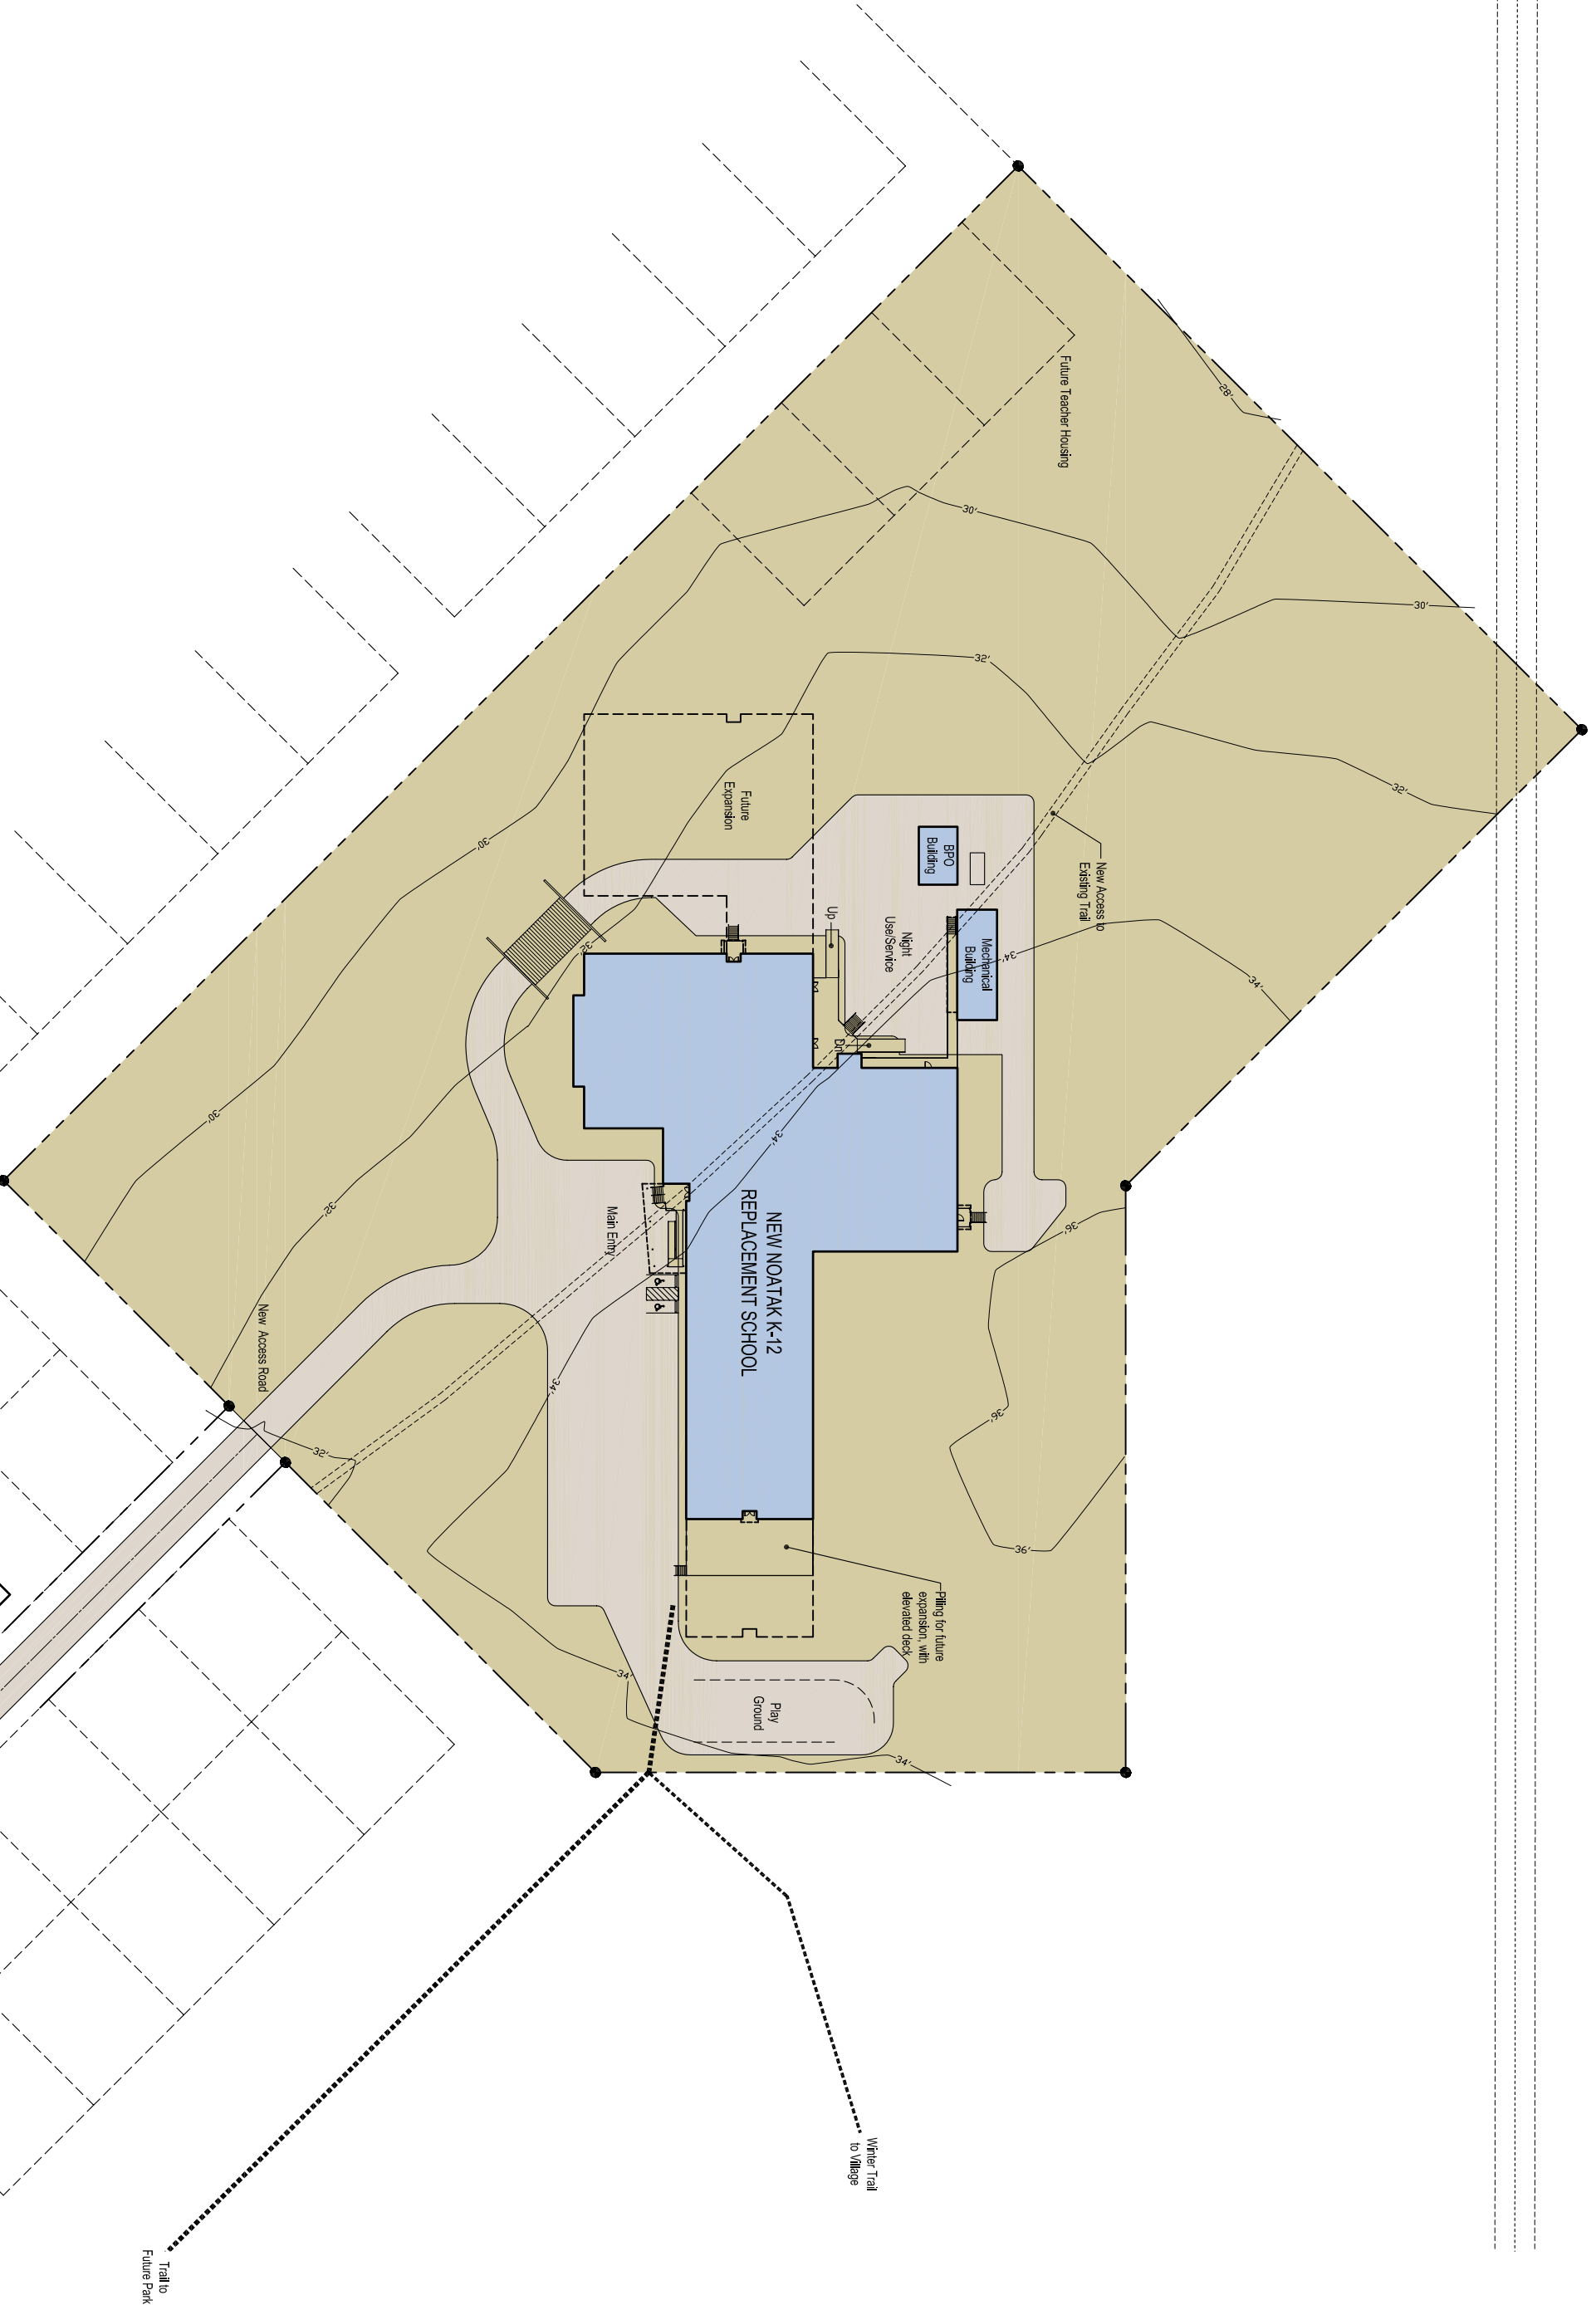 28'
Future Teacher Housing
30'
30'
32'
32'
Future
Expansion
30'
BPO
Building
New Access to
Existing Trail
Up
Night
Use/Service
Mechanical
Building
34'
34'
32'
Dn
30'
34'
NEW NOATAK K-12
REPLACEMENT SCHOOL
Main Entry
32'
36'
New Access Road
34'
36'
32'
36'
Pilling for future
expansion, with
elevated deck
34'
Play
Ground
34'
Winter Trail
to Village
Trail to
Future Park